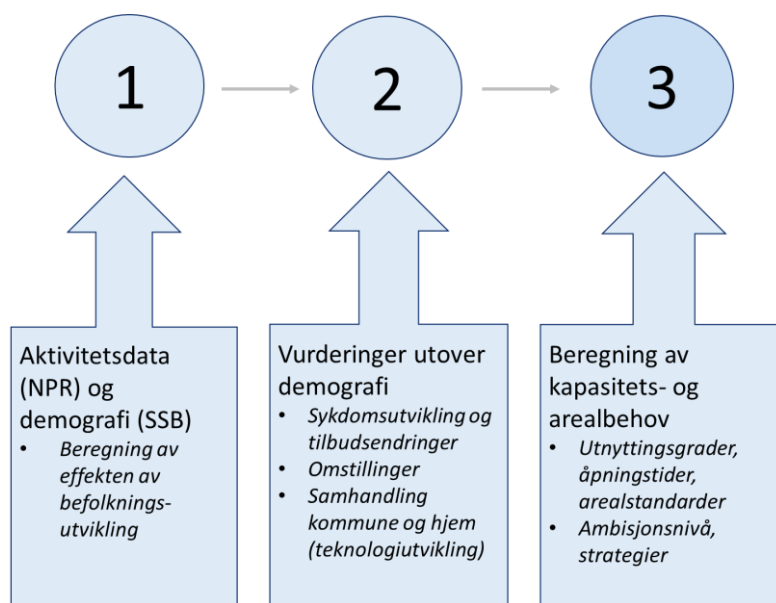 1
2
3
Aktivitetsdata
(NPR) og
demografi (SSB)
• Beregning av
effekten av
befolknings-
utvikling
Vurderinger utover
demografi
• Sykdomsutvikling og
tilbudsendringer
• Omstillinger
• Samhandling
kommune og hjem
(teknologiutvikling)
Beregning av
kapasitets- og
arealbehov
• Utnyttingsgrader,
åpningstider,
arealstandarder
• Ambisjonsnivå,
strategier